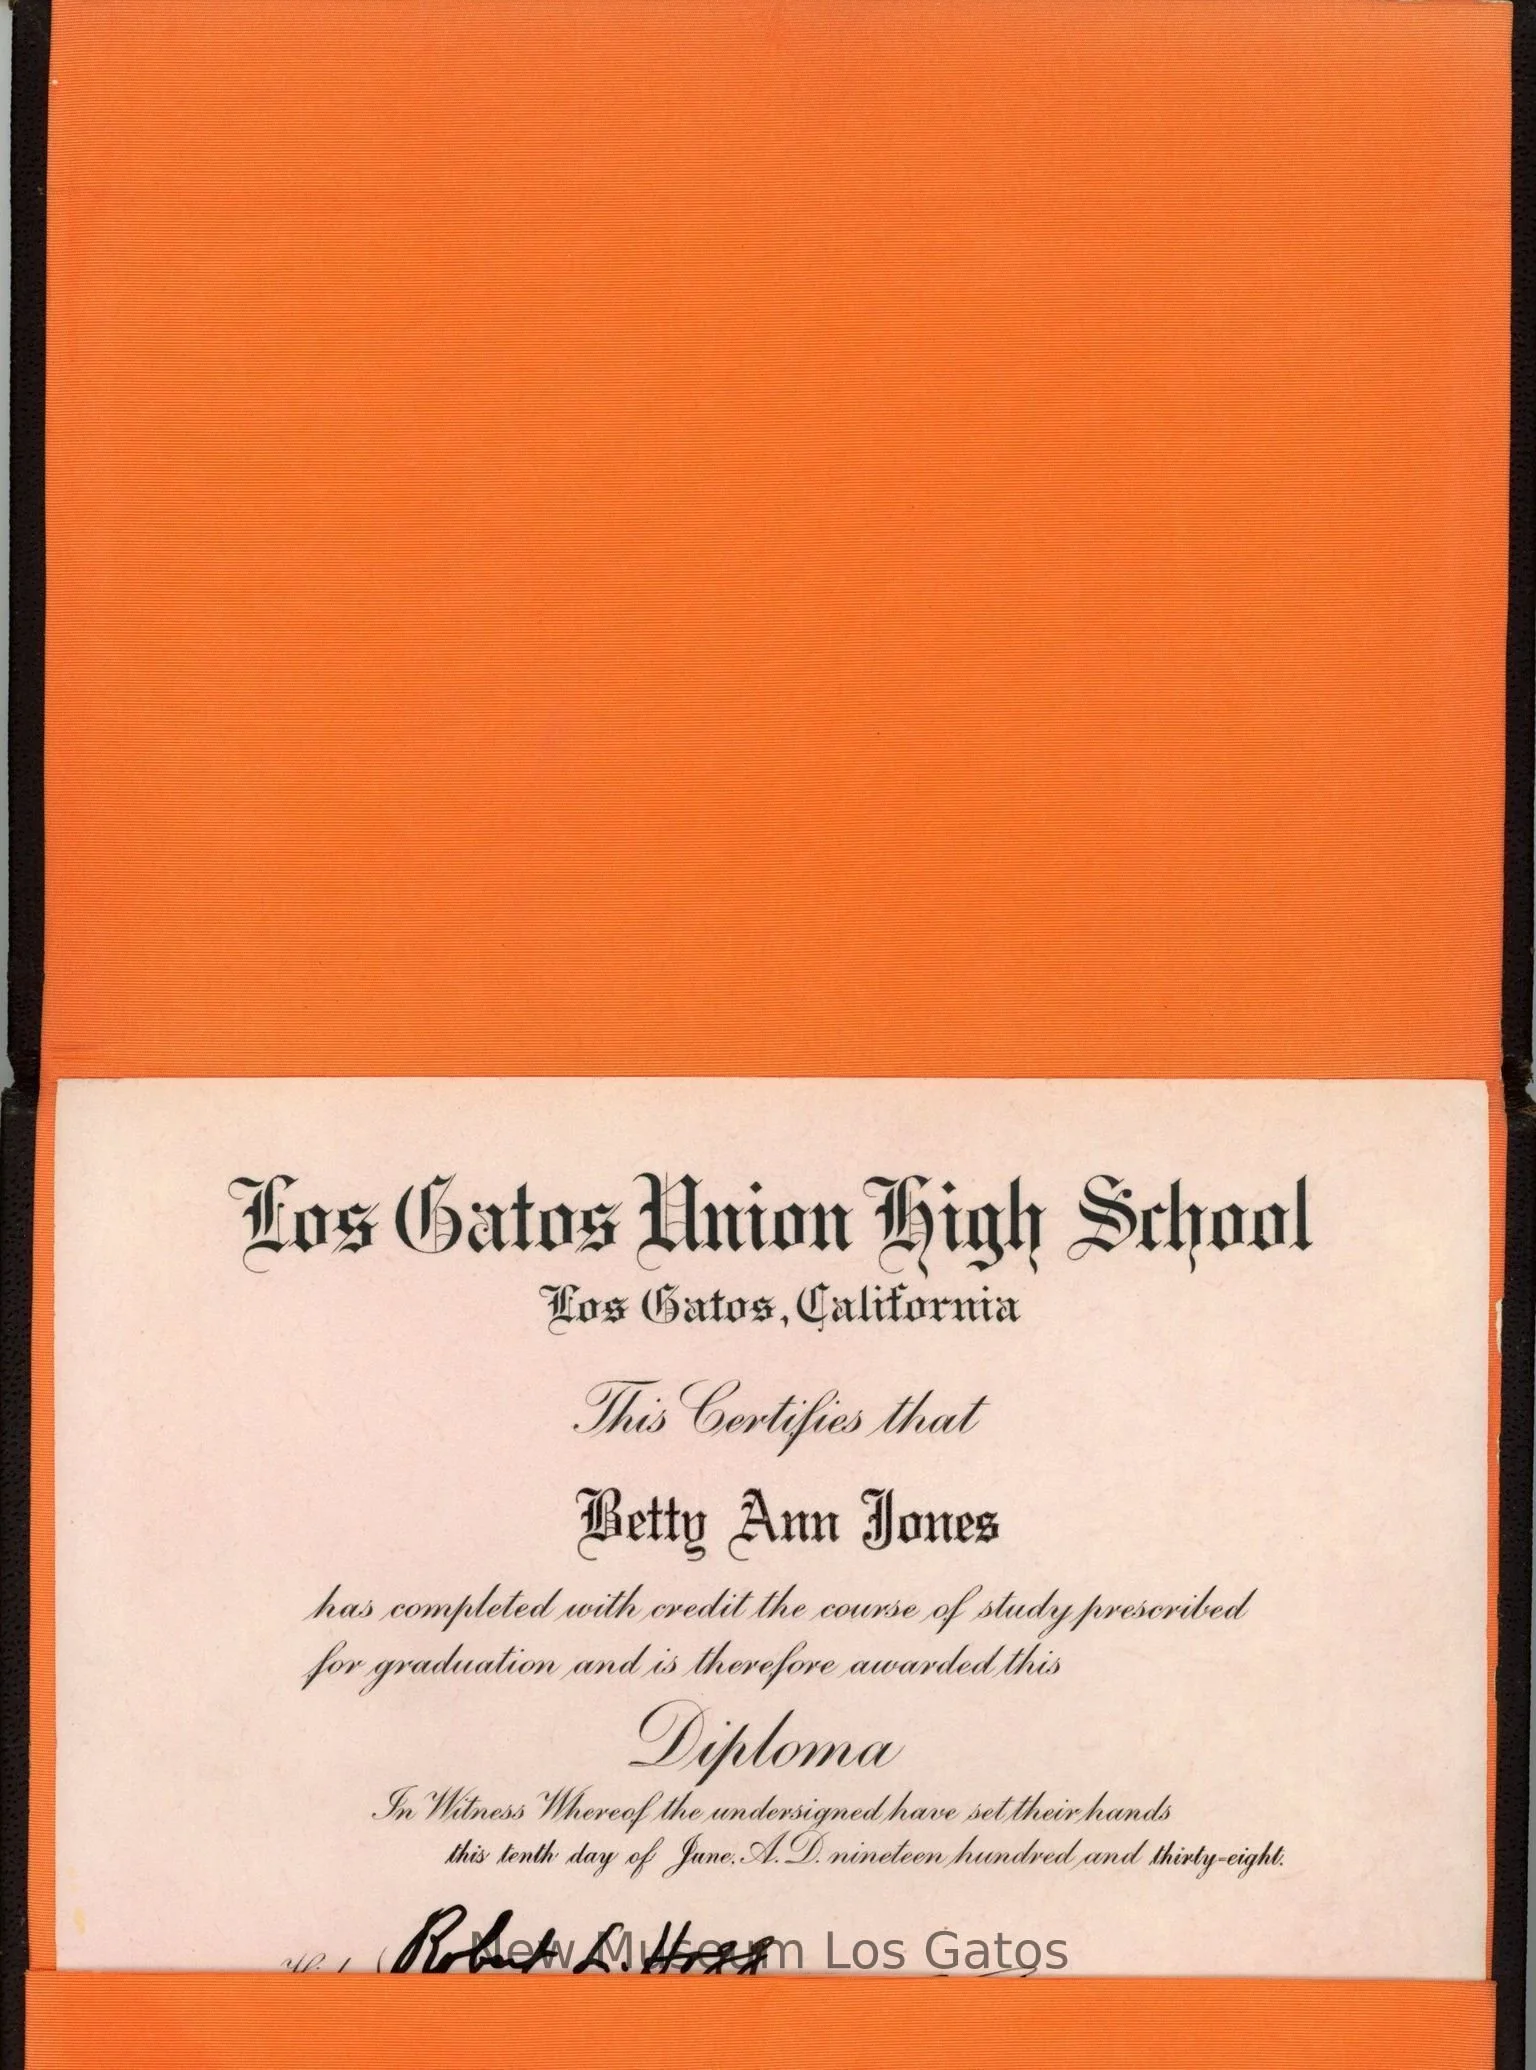 Los Gatos Union High School
Los Gatos, California
This Certifies that
Betty Ann Jones
has completed with credit the course of study prescribed
for graduation and is therefore awarded this
Diploma
In Witness Whereof the undersigned have set their hands
this tenth day of June. A. D. nineteen hundred and thirty-eight.
Robert L. Hogg
New Museum Los Gatos